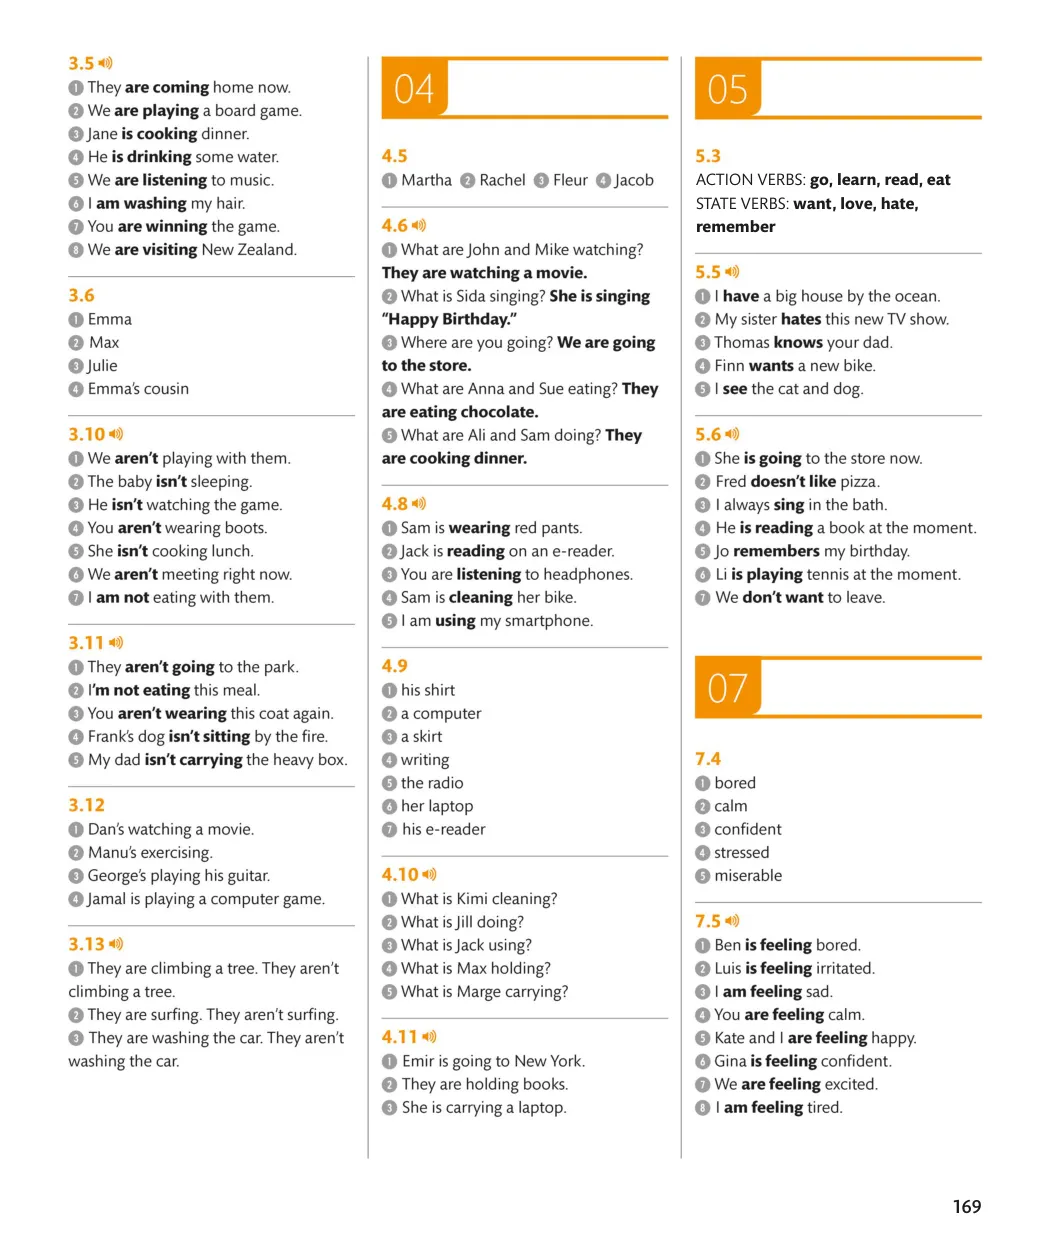 3.5
1 They are coming home now.
2 We are playing a board game.
3 Jane is cooking dinner.
4 He is drinking some water.
5 We are listening to music.
6 I am washing my hair.
7 You are winning the game.
8 We are visiting New Zealand.
3.6
1 Emma
2 Max
3 Julie
4 Emma’s cousin
3.10
1 We aren’t playing with them.
2 The baby isn’t sleeping.
3 He isn’t watching the game.
4 You aren’t wearing boots.
5 She isn’t cooking lunch.
6 We aren’t meeting right now.
7 I am not eating with them.
3.11
1 They aren’t going to the park.
2 I’m not eating this meal.
3 You aren’t wearing this coat again.
4 Frank’s dog isn’t sitting by the fire.
5 My dad isn’t carrying the heavy box.
3.12
1 Dan’s watching a movie.
2 Manu’s exercising.
3 George’s playing his guitar.
4 Jamal is playing a computer game.
3.13
1 They are climbing a tree. They aren’t
climbing a tree.
2 They are surfing. They aren’t surfing.
3 They are washing the car. They aren’t
washing the car.
04
4.5
1 Martha 2 Rachel 3 Fleur 4 Jacob
4.6
1 What are John and Mike watching?
They are watching a movie.
2 What is Sida singing? She is singing
“Happy Birthday.”
3 Where are you going? We are going
to the store.
4 What are Anna and Sue eating? They
are eating chocolate.
5 What are Ali and Sam doing? They
are cooking dinner.
4.8
1 Sam is wearing red pants.
2 Jack is reading on an e-reader.
3 You are listening to headphones.
4 Sam is cleaning her bike.
5 I am using my smartphone.
4.9
1 his shirt
2 a computer
3 a skirt
4 writing
5 the radio
6 her laptop
7 his e-reader
4.10
1 What is Kimi cleaning?
2 What is Jill doing?
3 What is Jack using?
4 What is Max holding?
5 What is Marge carrying?
4.11
1 Emir is going to New York.
2 They are holding books.
3 She is carrying a laptop.
05
5.3
ACTION VERBS: go, learn, read, eat
STATE VERBS: want, love, hate,
remember
5.5
1 I have a big house by the ocean.
2 My sister hates this new TV show.
3 Thomas knows your dad.
4 Finn wants a new bike.
5 I see the cat and dog.
5.6
1 She is going to the store now.
2 Fred doesn’t like pizza.
3 I always sing in the bath.
4 He is reading a book at the moment.
5 Jo remembers my birthday.
6 Li is playing tennis at the moment.
7 We don’t want to leave.
07
7.4
1 bored
2 calm
3 confident
4 stressed
5 miserable
7.5
1 Ben is feeling bored.
2 Luis is feeling irritated.
3 I am feeling sad.
4 You are feeling calm.
5 Kate and I are feeling happy.
6 Gina is feeling confident.
7 We are feeling excited.
8 I am feeling tired.
169